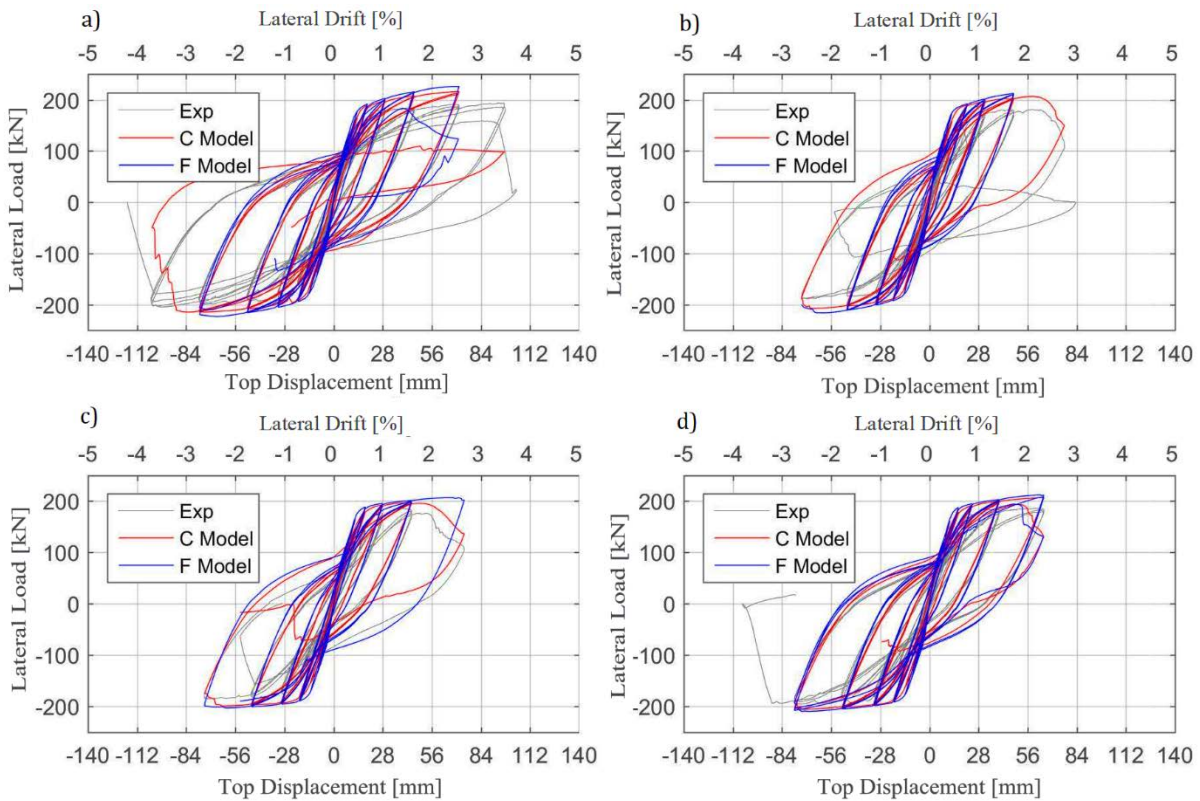 a)
Lateral Drift [%]
-5 -4 -3 -2 -1 0 1 2 3 4 5
Lateral Load [kN]
200
100
0
-100
-200
Exp
C Model
F Model
-140 -112 -84 -56 -28 0 28 56 84 112 140
Top Displacement [mm]
b)
Lateral Drift [%]
-5 -4 -3 -2 -1 0 1 2 3 4 5
Lateral Load [kN]
200
100
0
-100
-200
Exp
C Model
F Model
-140 -112 -84 -56 -28 0 28 56 84 112 140
Top Displacement [mm]
c)
Lateral Drift [%]
-5 -4 -3 -2 -1 0 1 2 3 4 5
Lateral Load [kN]
200
100
0
-100
-200
Exp
C Model
F Model
-140 -112 -84 -56 -28 0 28 56 84 112 140
Top Displacement [mm]
d)
Lateral Drift [%]
-5 -4 -3 -2 -1 0 1 2 3 4 5
Lateral Load [kN]
200
100
0
-100
-200
Exp
C Model
F Model
-140 -112 -84 -56 -28 0 28 56 84 112 140
Top Displacement [mm]